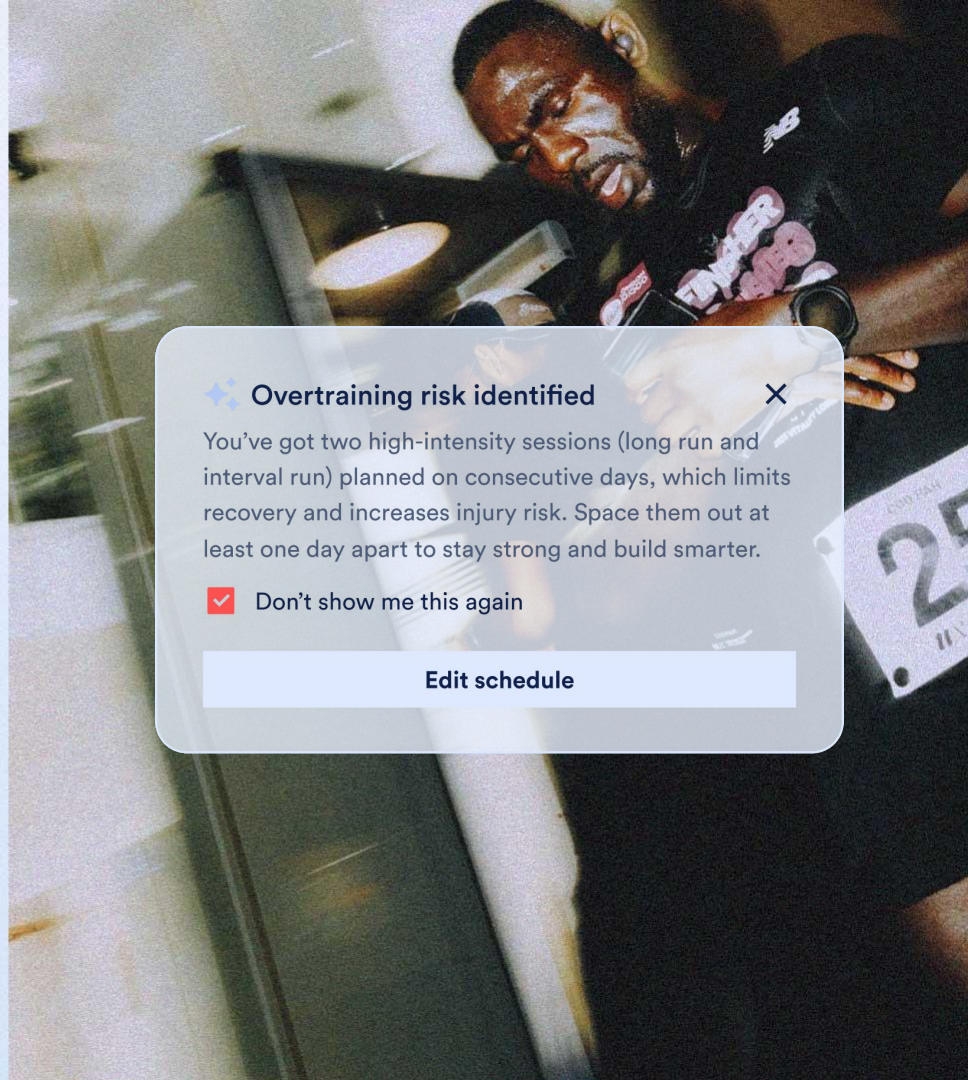 NB
Overtraining risk identified
You’ve got two high-intensity sessions (long run and
interval run) planned on consecutive days, which limits
recovery and increases injury risk. Space them out at
least one day apart to stay strong and build smarter.
Don’t show me this again
Edit schedule
25